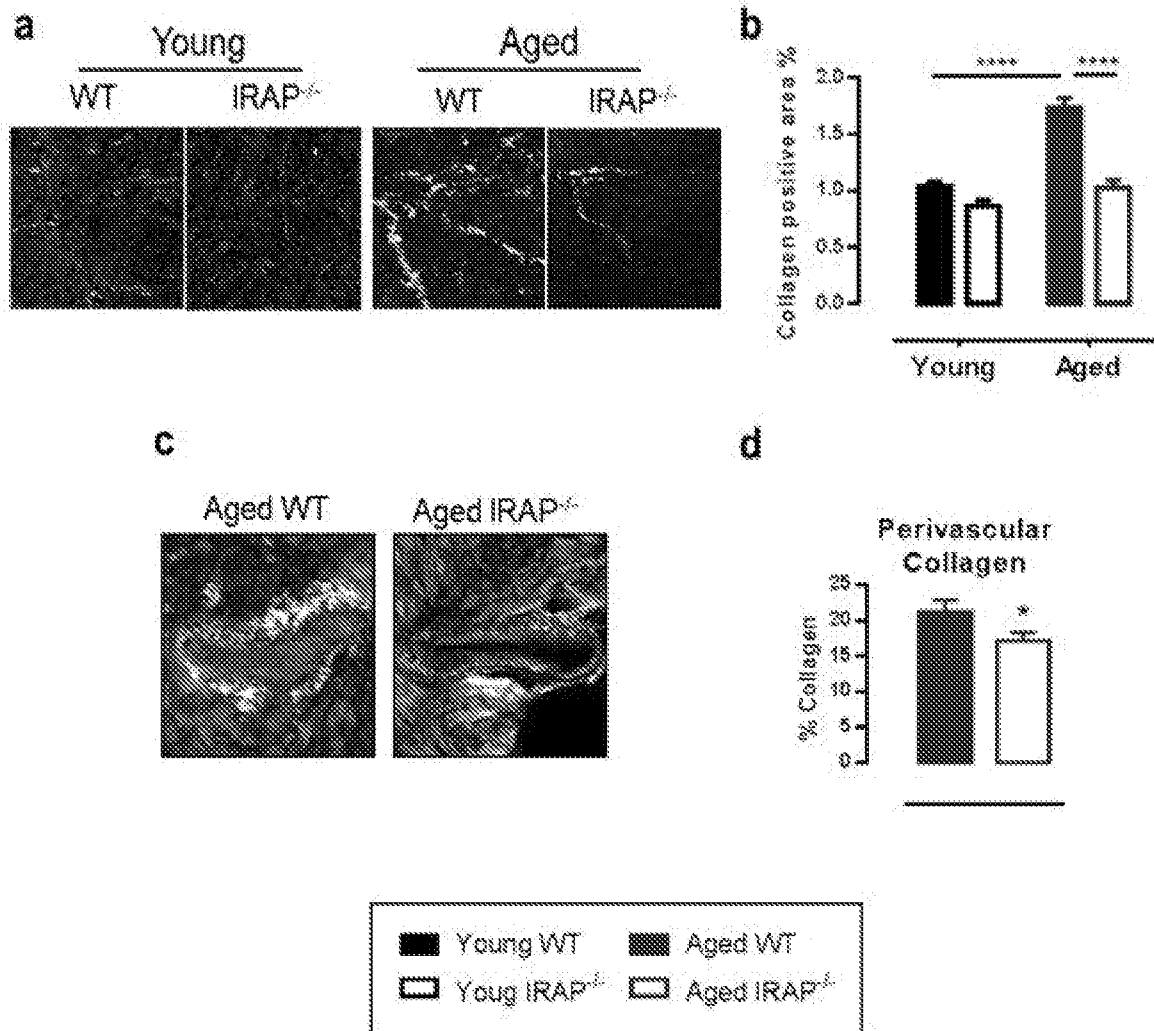 a
Young Aged
WT IRAP-/- WT IRAP-/-
b
Collagen positive area %
2.0
1.5
1.0
0.5
0.0
**** ****
Young Aged
c
Aged WT Aged IRAP-/-
d
Perivascular
Collagen
% Collagen
25
20
15
10
5
0
*
Young WT Aged WT
Youg IRAP-/- Aged IRAP-/-